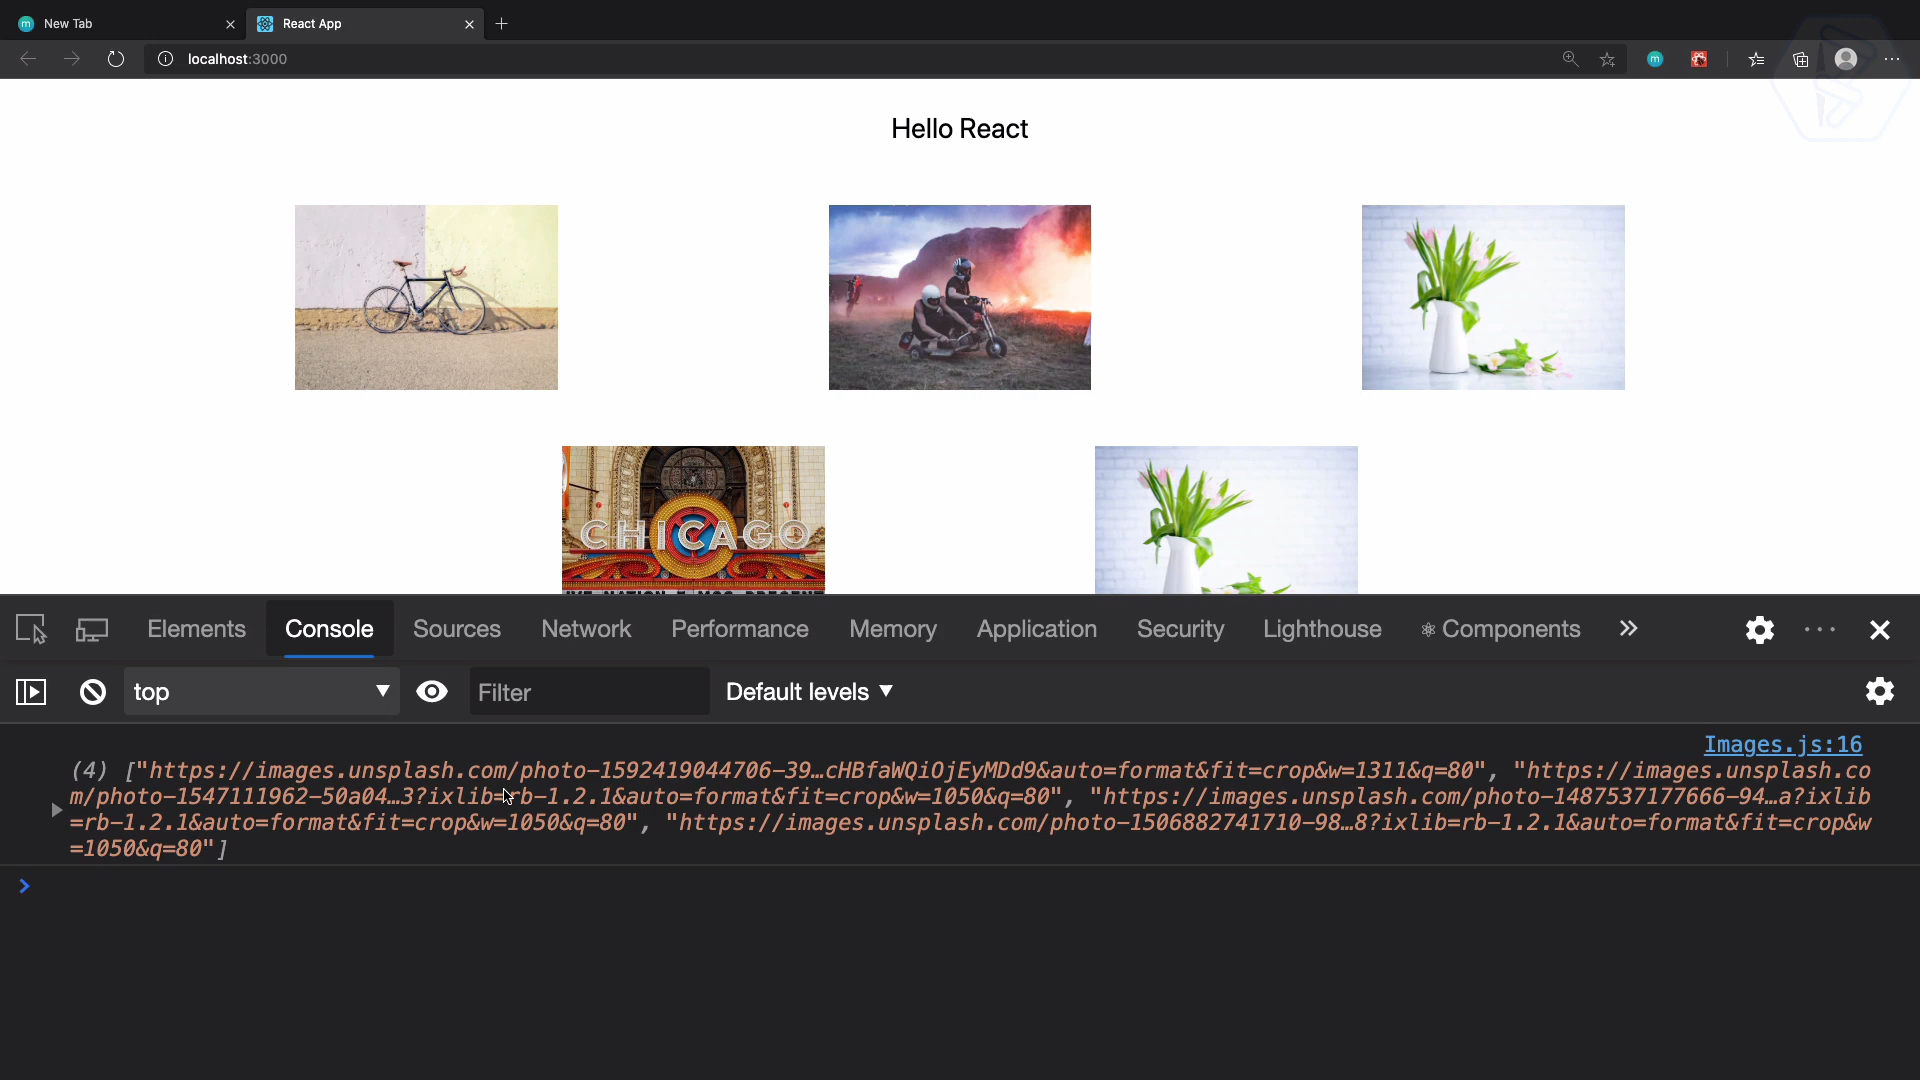 New Tab
React App
localhost:3000
Hello React
CHICAGO
Elements
Console
Sources
Network
Performance
Memory
Application
Security
Lighthouse
Components
top
Filter
Default levels
Images.js:16
(4) ["https://images.unsplash.com/photo-1592419044706-39…cHBfaWQiOjEyMDd9&auto=format&fit=crop&w=1311&q=80", "https://images.unsplash.co
m/photo-1547111962-50a04…3?ixlib=rb-1.2.1&auto=format&fit=crop&w=1050&q=80", "https://images.unsplash.com/photo-1487537177666-94…a?ixlib
=rb-1.2.1&auto=format&fit=crop&w=1050&q=80", "https://images.unsplash.com/photo-1506882741710-98…8?ixlib=rb-1.2.1&auto=format&fit=crop&w
=1050&q=80"]